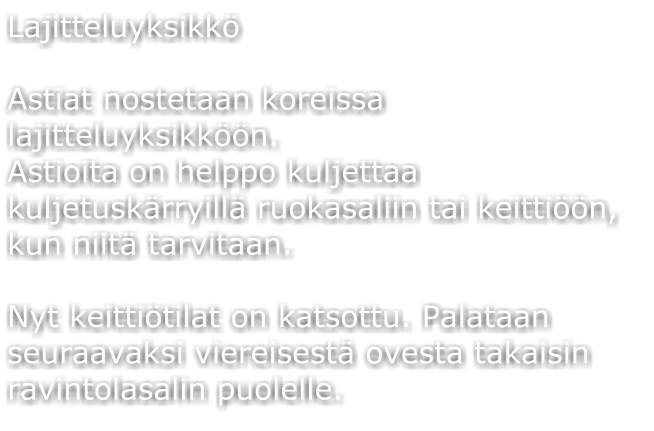 Lajitteluyksikkö
Astiat nostetaan koreissa
lajitteluyksikköön.
Astioita on helppo kuljettaa
kuljetuskärryillä ruokasaliin tai keittiöön,
kun niitä tarvitaan.
Nyt keittiötilat on katsottu. Palataan
seuraavaksi viereisestä ovesta takaisin
ravintolasalin puolelle.